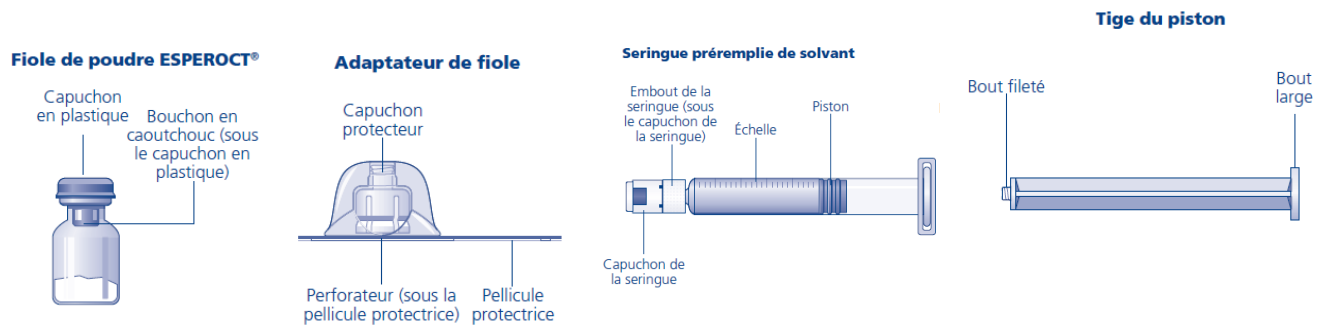 Fiole de poudre ESPEROCT®
Capuchon
en plastique
Bouchon en
caoutchouc (sous
le capuchon en
plastique)
Adaptateur de fiole
Capuchon
protecteur
Perforateur (sous la
pellicule protectrice)
Pellicule
protectrice
Seringue préremplie de solvant
Embout de la
seringue (sous
le capuchon de
la seringue)
Échelle
Piston
Capuchon de
la seringue
Tige du piston
Bout fileté
Bout
large